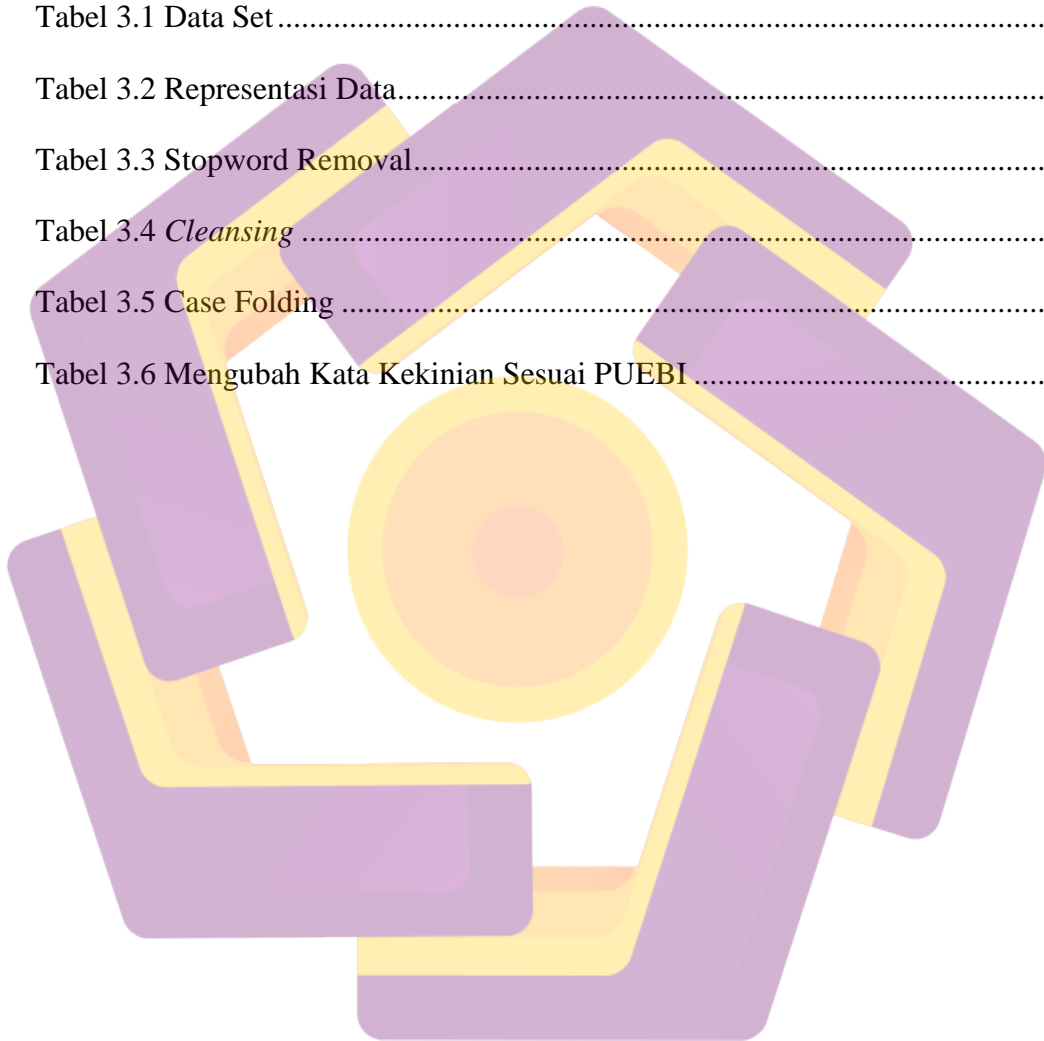 Tabel 3.1 Data Set ................................................................................................
Tabel 3.2 Representasi Data................................................................................
Tabel 3.3 Stopword Removal..............................................................................
Tabel 3.4 Cleansing ............................................................................................
Tabel 3.5 Case Folding .......................................................................................
Tabel 3.6 Mengubah Kata Kekinian Sesuai PUEBI ...........................................